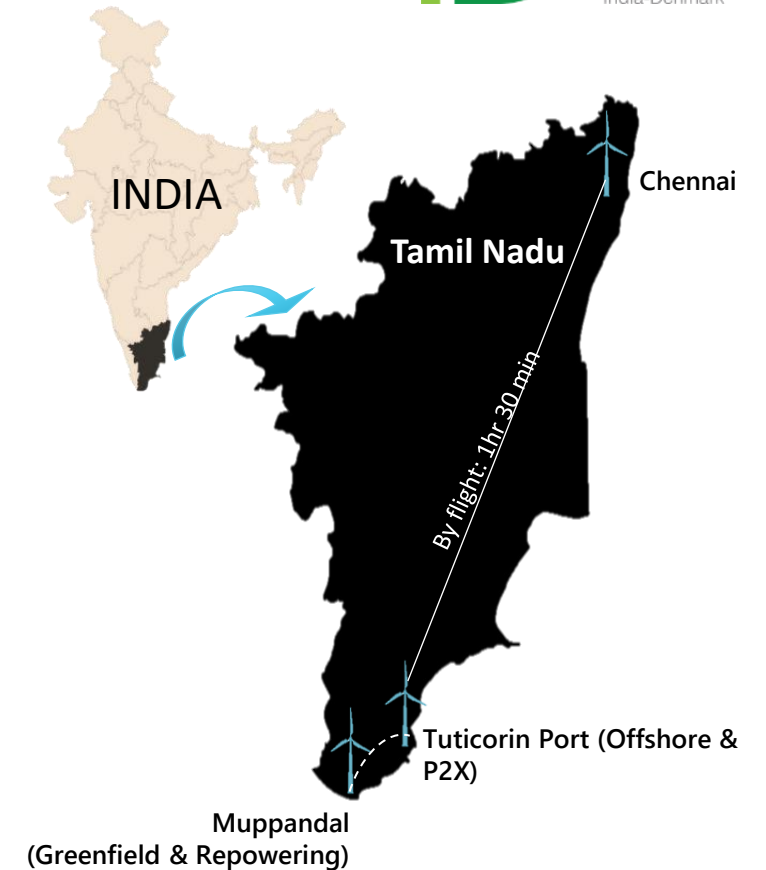 India-Denmark
INDIA
Chennai
Tamil Nadu
By flight: 1hr 30 min
Tuticorin Port (Offshore &
P2X)
Muppandal
(Greenfield & Repowering)